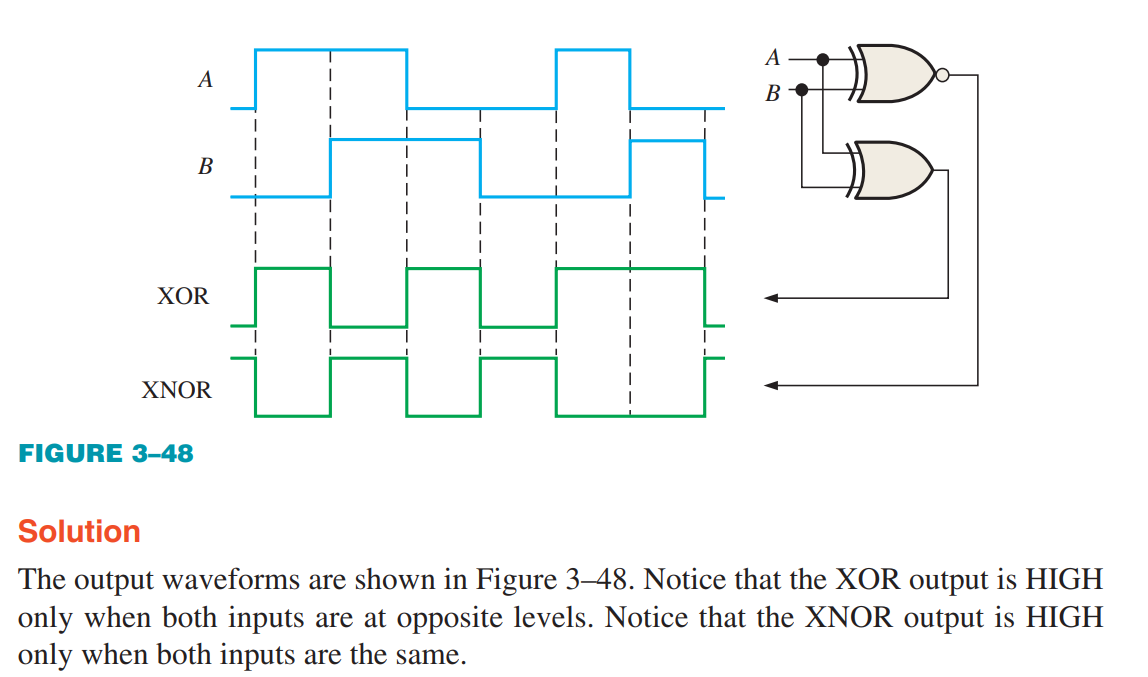 A
B
XOR
XNOR
A
B
FIGURE 3–48
Solution
The output waveforms are shown in Figure 3–48. Notice that the XOR output is HIGH
only when both inputs are at opposite levels. Notice that the XNOR output is HIGH
only when both inputs are the same.